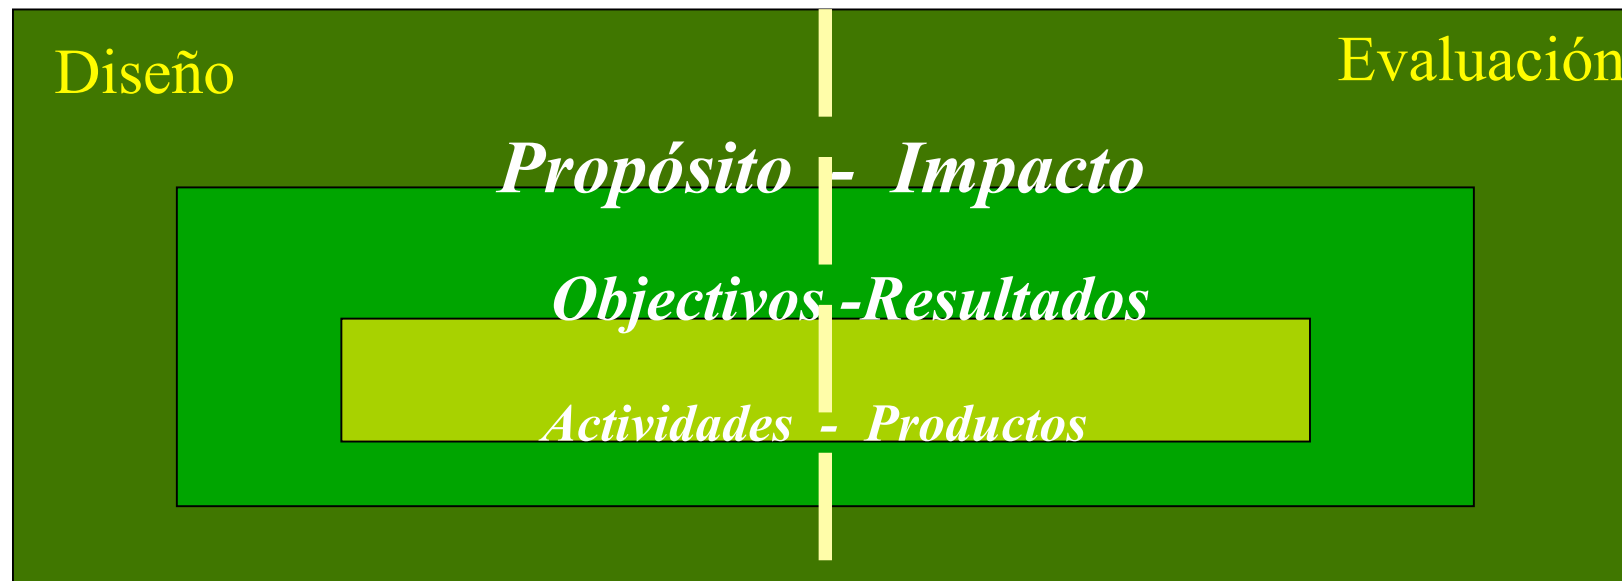 Diseño
Evaluación
Propósito - Impacto
Objectivos -Resultados
Actividades - Productos